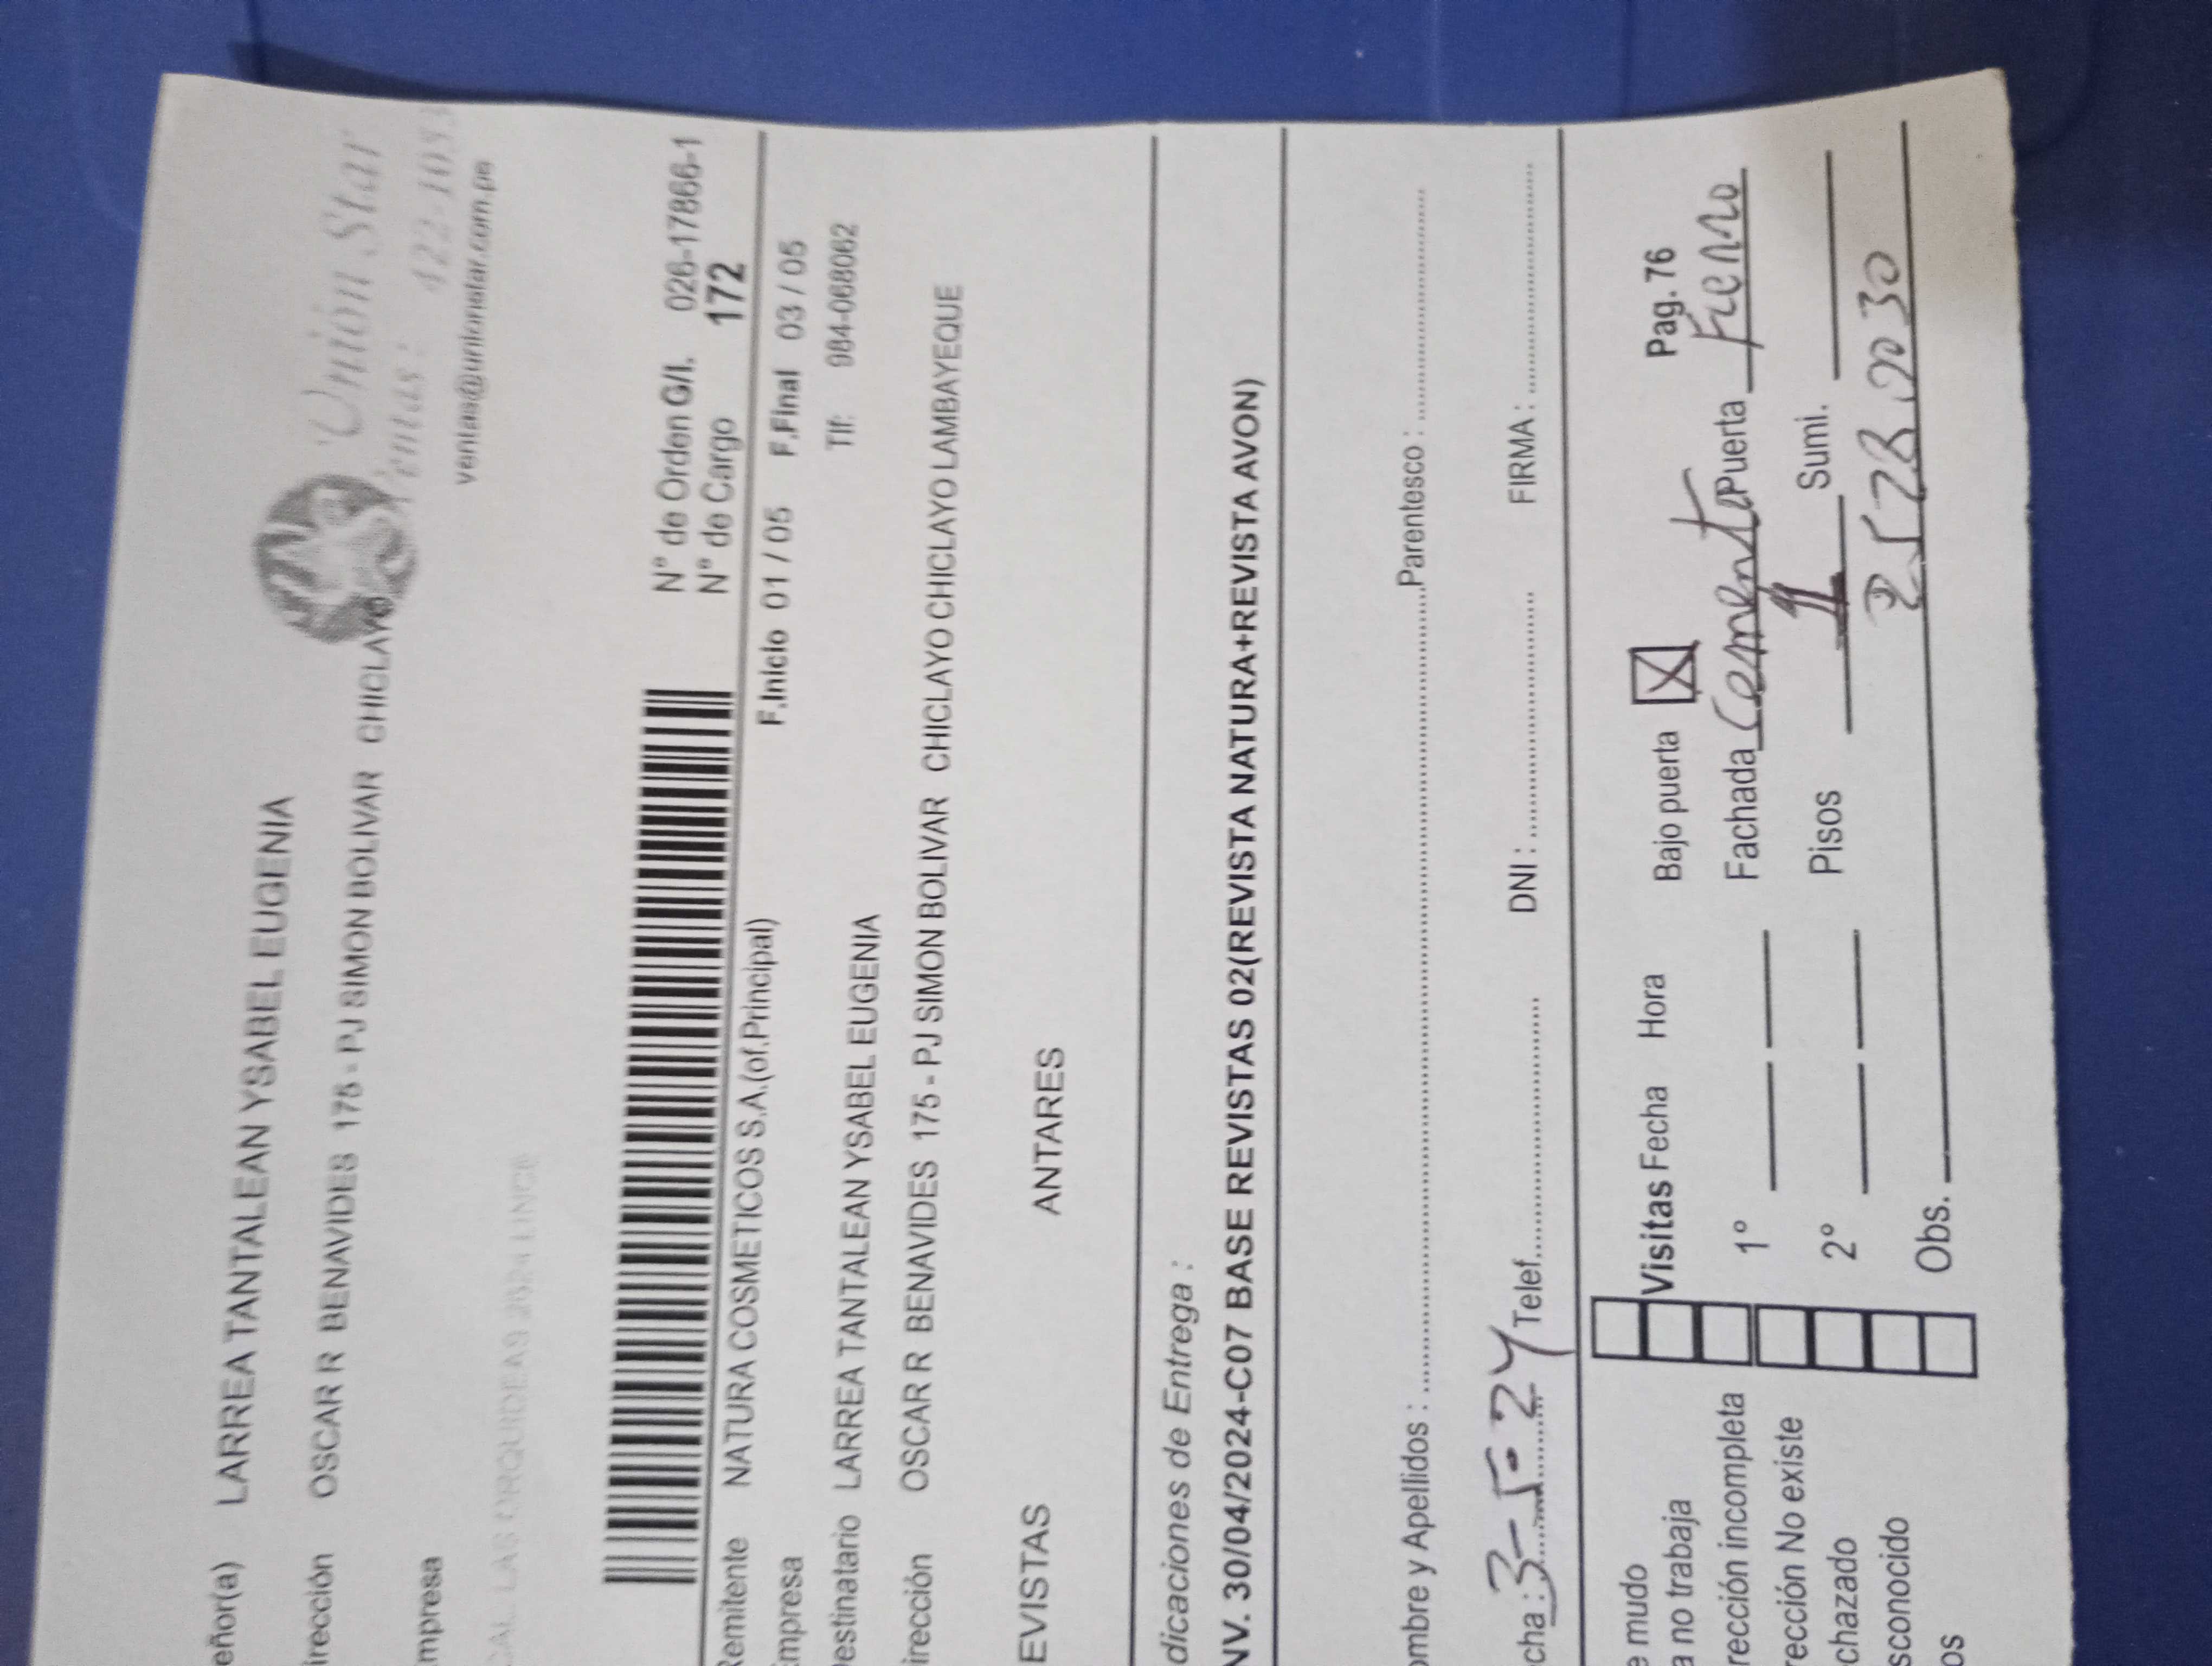 eñor(a) LARREA TANTALEAN YSABEL EUGENIA
irección OSCAR R BENAVIDES 175 - PJ SIMON BOLIVAR CHICLAYO
Unión Star
mpresa
ventas@unionstar.com.pe
N° de Orden G/I. 026-17866-1
N° de Cargo 172
Remitente NATURA COSMETICOS S.A.(of.Principal)
F.Inicio 01 / 05 F.Final 03 / 05
Empresa
Tlf: 984-068062
Destinatario LARREA TANTALEAN YSABEL EUGENIA
irección OSCAR R BENAVIDES 175 - PJ SIMON BOLIVAR CHICLAYO CHICLAYO LAMBAYEQUE
EVISTAS ANTARES
dicaciones de Entrega :
NV. 30/04/2024-C07 BASE REVISTAS 02(REVISTA NATURA+REVISTA AVON)
ombre y Apellidos : Parentesco :
cha : 3-5-24 Telef. DNI : FIRMA :
e mudo Visitas Fecha Hora Bajo puerta X Pag. 76
a no trabaja
rección incompleta 1° Fachada Cemento Puerta Fierro
rección No existe
chazado 2° Pisos 1 Sumi.
sconocido
os Obs.